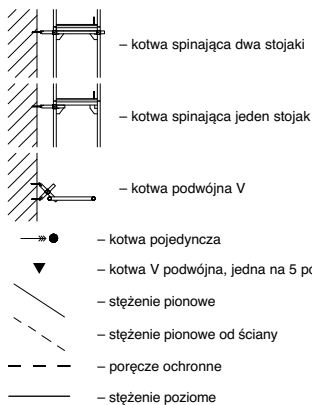 – kotwa spinająca dwa stojaki
– kotwa spinająca jeden stojak
– kotwa podwójna V
– kotwa pojedyncza
– kotwa V podwójna, jedna na 5 po
– stężenie pionowe
– stężenie pionowe od ściany
– poręcze ochronne
– stężenie poziome